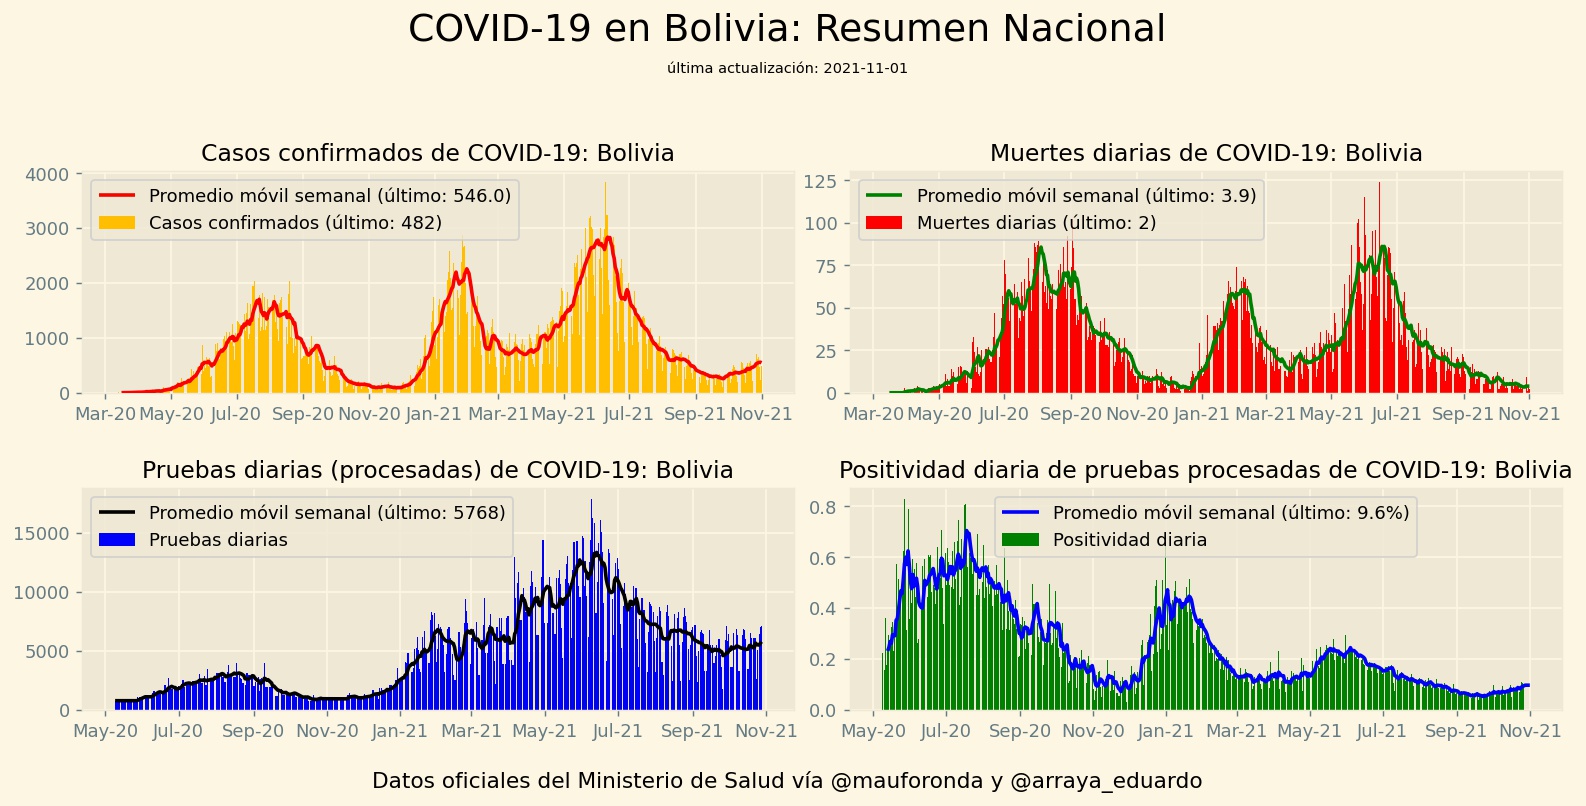 COVID-19 en Bolivia: Resumen Nacional
última actualización: 2021-11-01
Casos confirmados de COVID-19: Bolivia
Promedio móvil semanal (último: 546.0)
Casos confirmados (último: 482)
4000
3000
2000
1000
0
Mar-20 May-20 Jul-20 Sep-20 Nov-20 Jan-21 Mar-21 May-21 Jul-21 Sep-21 Nov-21
Muertes diarias de COVID-19: Bolivia
Promedio móvil semanal (último: 3.9)
Muertes diarias (último: 2)
125
100
75
50
25
0
Mar-20 May-20 Jul-20 Sep-20 Nov-20 Jan-21 Mar-21 May-21 Jul-21 Sep-21 Nov-21
Pruebas diarias (procesadas) de COVID-19: Bolivia
Promedio móvil semanal (último: 5768)
Pruebas diarias
15000
10000
5000
0
May-20 Jul-20 Sep-20 Nov-20 Jan-21 Mar-21 May-21 Jul-21 Sep-21 Nov-21
Positividad diaria de pruebas procesadas de COVID-19: Bolivia
Promedio móvil semanal (último: 9.6%)
Positividad diaria
0.8
0.6
0.4
0.2
0.0
May-20 Jul-20 Sep-20 Nov-20 Jan-21 Mar-21 May-21 Jul-21 Sep-21 Nov-21
Datos oficiales del Ministerio de Salud vía @mauforonda y @arraya_eduardo